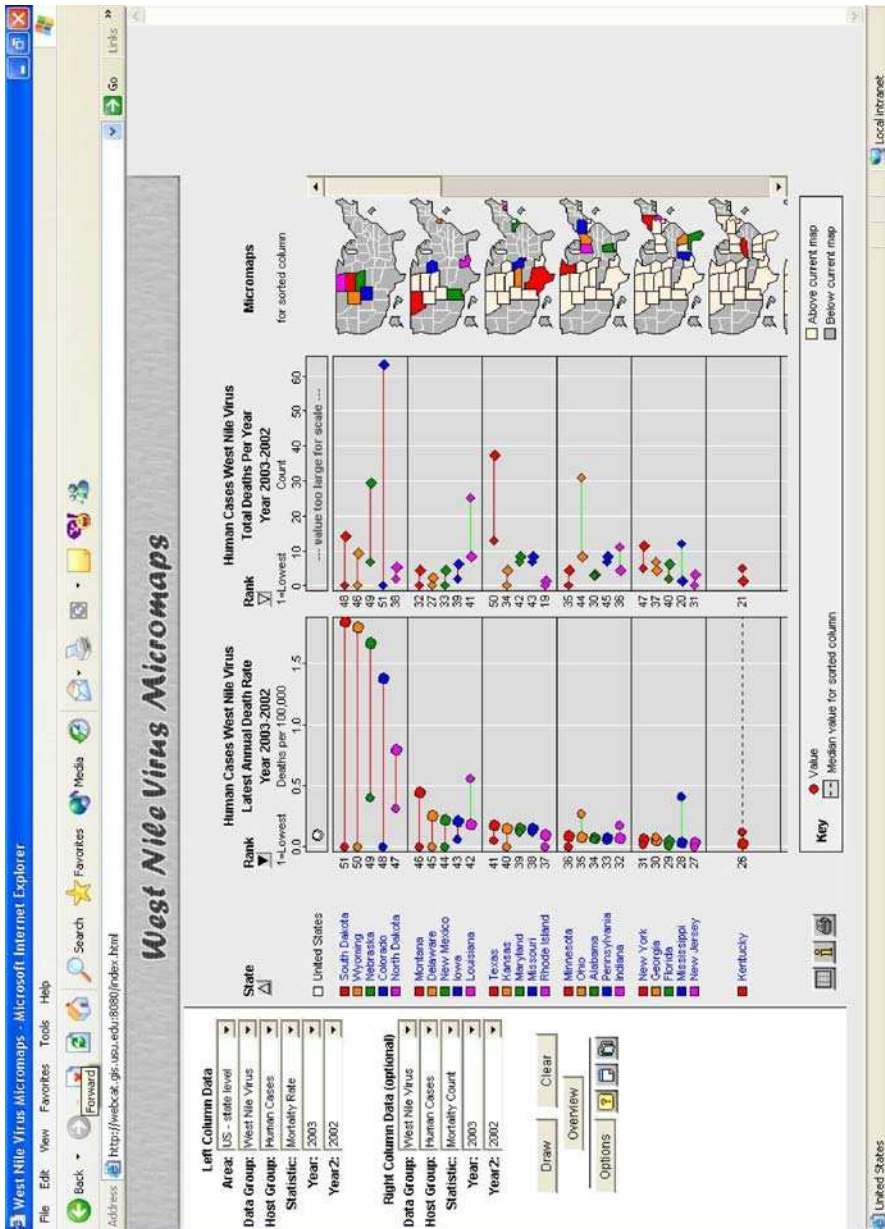 West Nile Virus Micromaps - Microsoft Internet Explorer
File Edit View Favorites Tools Help
Back Search Favorites Media
Forward
Address http://webcat.gis.usu.edu:8080/index.html Go Links »
West Nile Virus Micromaps
Left Column Data
Area: US - state level
Data Group: West Nile Virus
Host Group: Human Cases
Statistic: Mortality Rate
Year: 2003
Year2: 2002
Right Column Data (optional)
Data Group: West Nile Virus
Host Group: Human Cases
Statistic: Mortality Count
Year: 2003
Year2: 2002
Draw Clear
Overview
Options ?
State
Rank
1=Lowest
Human Cases West Nile Virus
Latest Annual Death Rate
Year 2003-2002
Deaths per 100,000
0.0 0.5 1.0 1.5
Rank
1=Lowest
Human Cases West Nile Virus
Total Deaths Per Year
Year 2003-2002
Count
0 10 20 30 40 50 60
Micromaps
for sorted column
United States --- value too large for scale ---
South Dakota 51 48
Wyoming 50 46
Nebraska 49 49
Colorado 48 51
North Dakota 47 38
Montana 46 32
Delaware 45 27
New Mexico 44 33
Iowa 43 39
Louisiana 42 41
Texas 41 50
Kansas 40 34
Maryland 39 42
Missouri 38 43
Rhode Island 37 19
Minnesota 36 35
Ohio 35 44
Alabama 34 30
Pennsylvania 33 45
Indiana 32 36
New York 31 47
Georgia 30 37
Florida 29 40
Mississippi 28 20
New Jersey 27 31
Kentucky 26 21
Key
Value
Median value for sorted column
Above current map
Below current map
United States
Local intranet